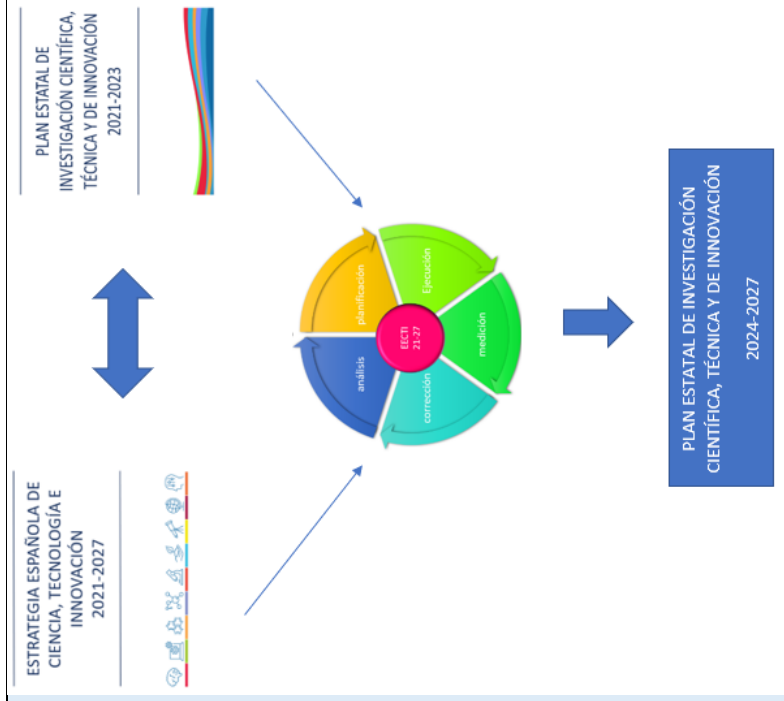 ESTRATEGIA ESPAÑOLA DE
CIENCIA, TECNOLOGÍA E
INNOVACIÓN
2021-2027
PLAN ESTATAL DE
INVESTIGACIÓN CIENTÍFICA,
TÉCNICA Y DE INNOVACIÓN
2021-2023
análisis
planificación
EECTI
21-27
corrección
Ejecución
medición
PLAN ESTATAL DE INVESTIGACIÓN
CIENTÍFICA, TÉCNICA Y DE INNOVACIÓN
2024-2027